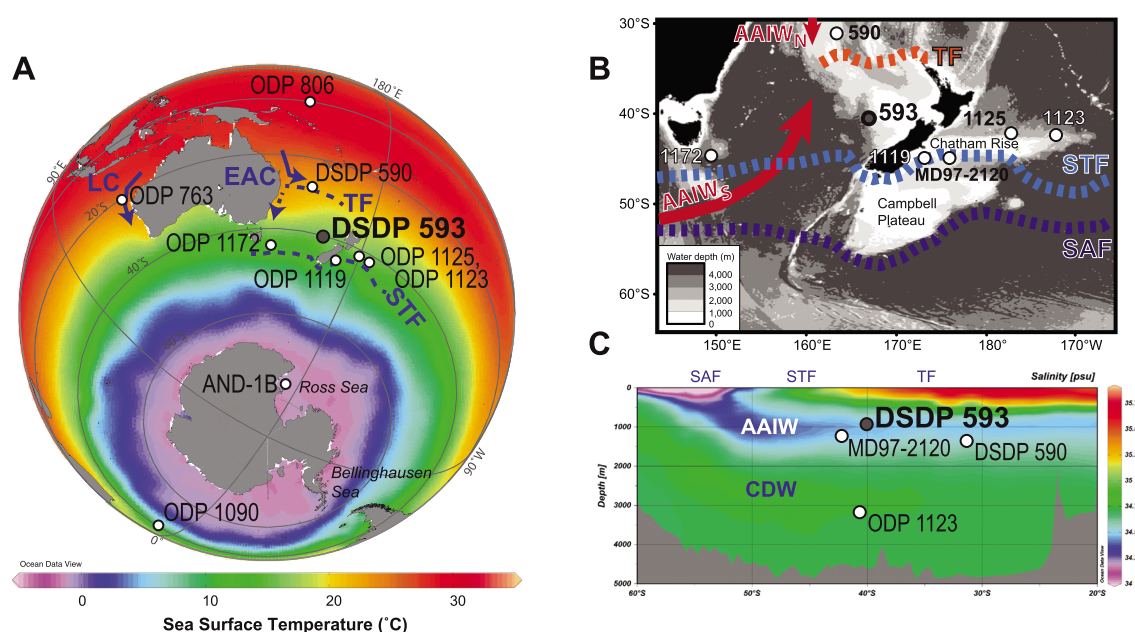 A
ODP 806
180°E
90°E
LC
ODP 763
EAC
DSDP 590
TF
20°S
DSDP 593
ODP 1172
40°S
ODP 1125,
ODP 1119
ODP 1123
STF
60°S
AND-1B
Ross Sea
Bellinghausen
Sea
90°W
ODP 1090
0°
Ocean Data View
0
10
20
30
Sea Surface Temperature (˚C)
B
30°S
40°S
50°S
60°S
AAIWN
590
TF
593
1125
1123
1172
1119
Chatham Rise
MD97-2120
STF
AAIWS
Campbell
Plateau
SAF
Water depth (m)
4,000
3,000
2,000
1,000
0
150°E
160°E
170°E
180°
170°W
C
SAF
STF
TF
Salinity [psu]
0
1000
2000
3000
4000
5000
Depth [m]
AAIW
DSDP 593
MD97-2120
DSDP 590
CDW
ODP 1123
Ocean Data View
60°S
50°S
40°S
30°S
20°S
34